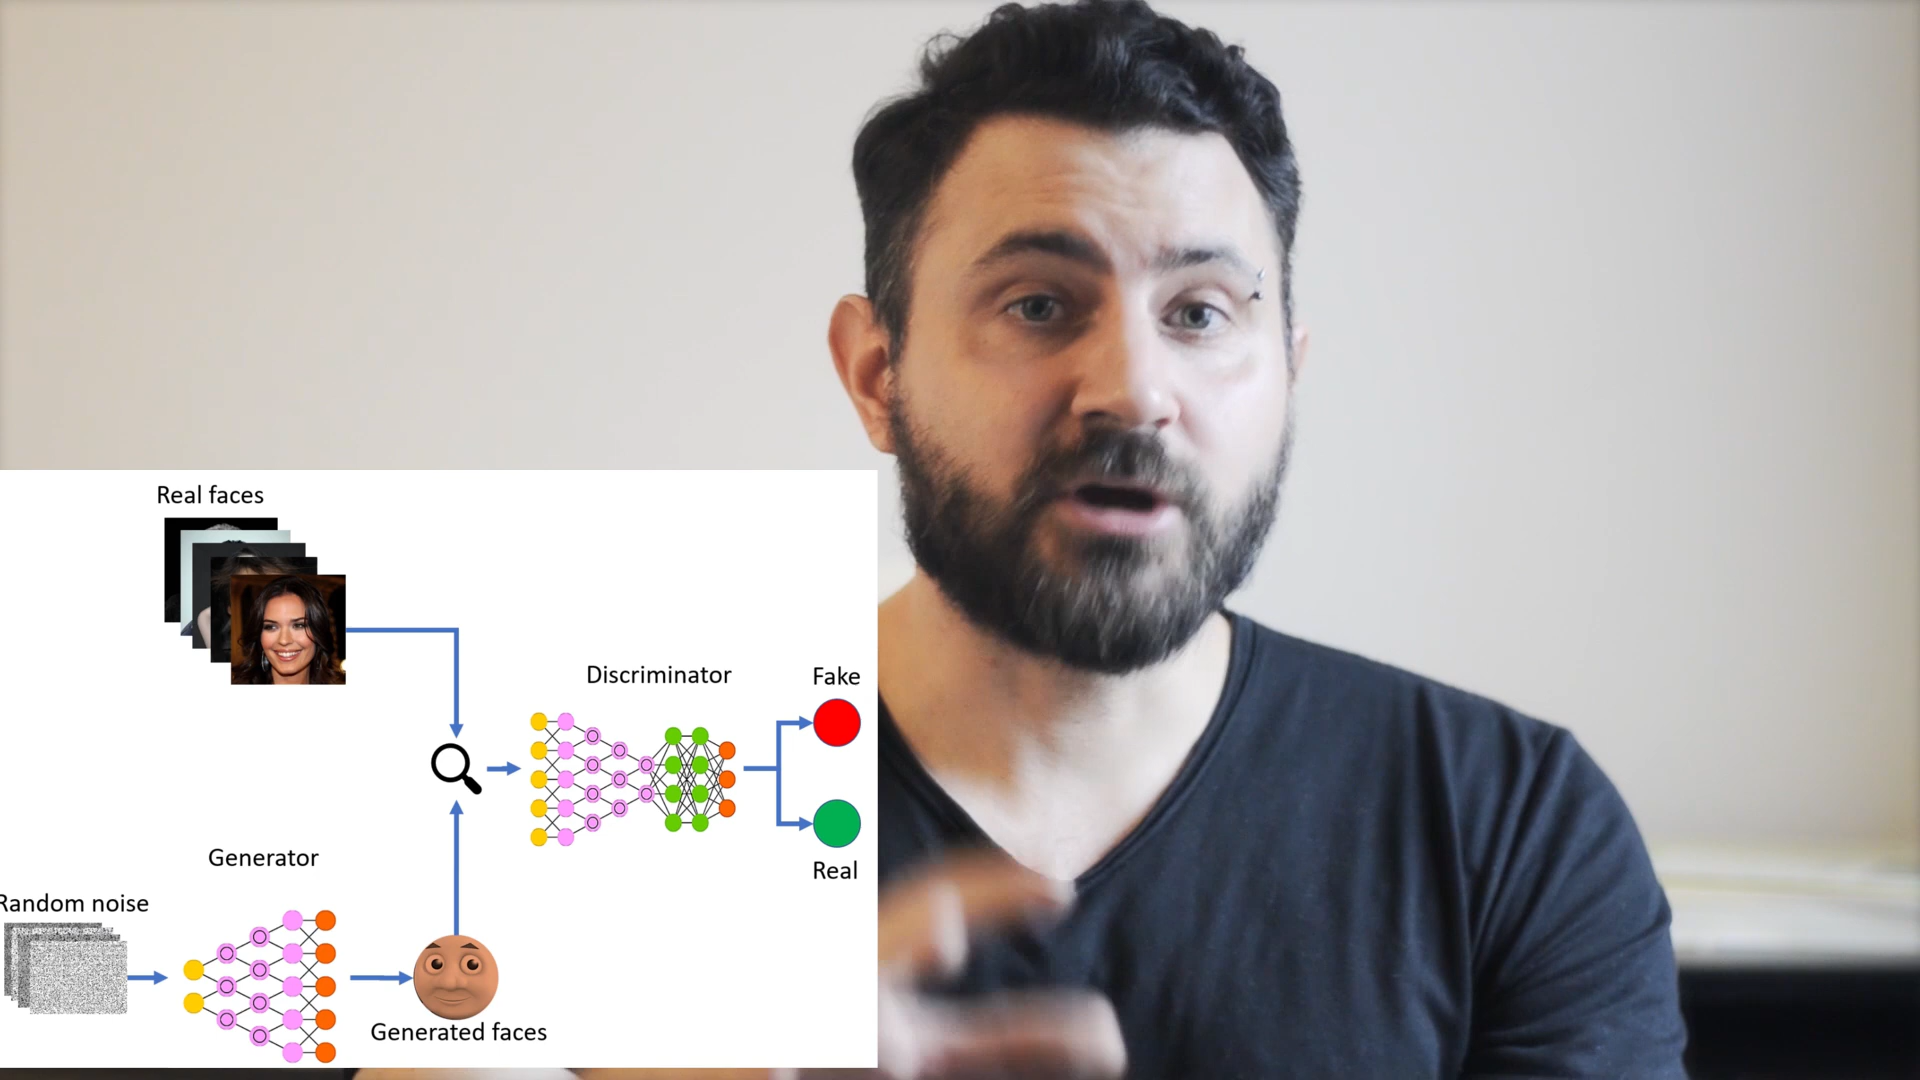 Real faces
Discriminator
Fake
Real
Generator
Random noise
Generated faces